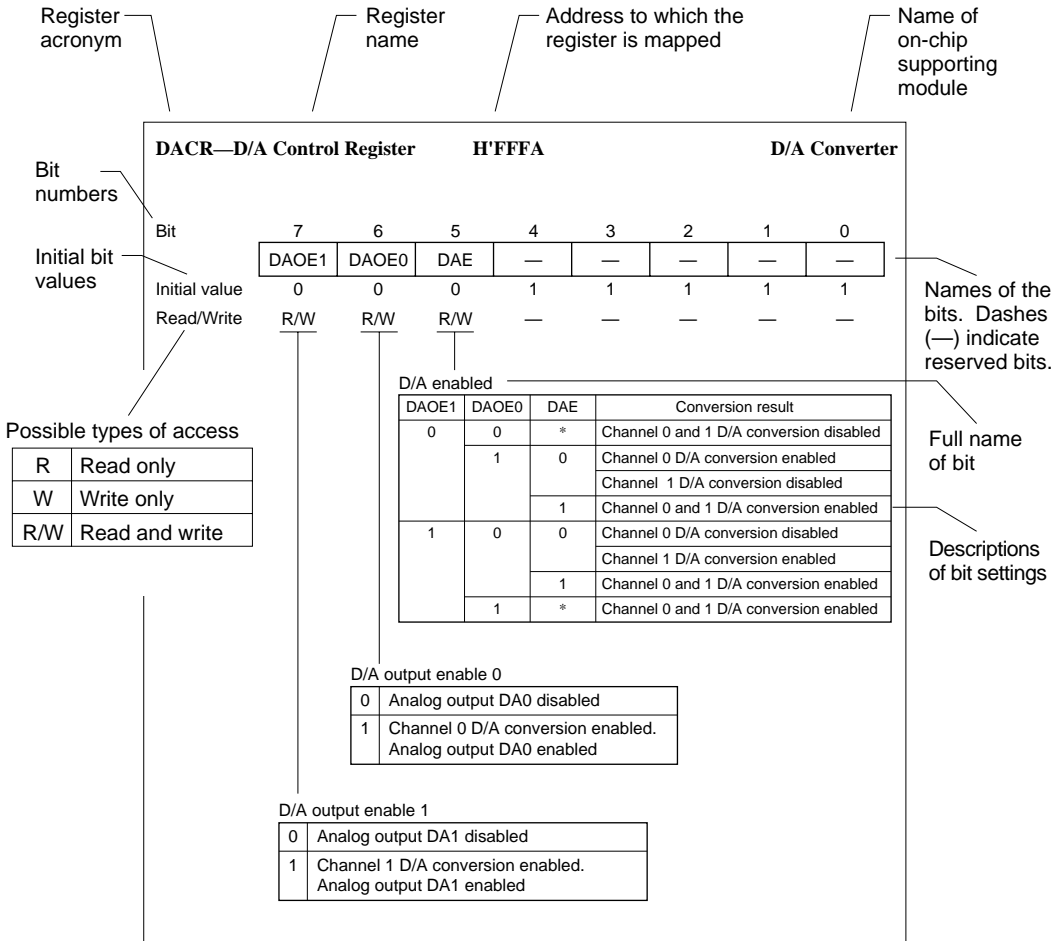 Register
acronym
Register
name
Address to which the
register is mapped
Name of
on-chip
supporting
module
DACR—D/A Control Register H'FFFA D/A Converter
Bit
numbers
Bit 7 6 5 4 3 2 1 0
DAOE1 DAOE0 DAE — — — — —
Initial bit
values
Initial value 0 0 0 1 1 1 1 1
Read/Write R/W R/W R/W — — — — —
Names of the
bits. Dashes
(—) indicate
reserved bits.
D/A enabled
DAOE1 DAOE0 DAE Conversion result
0 0 * Channel 0 and 1 D/A conversion disabled
1 0 Channel 0 D/A conversion enabled
Channel 1 D/A conversion disabled
1 Channel 0 and 1 D/A conversion enabled
1 0 0 Channel 0 D/A conversion disabled
Channel 1 D/A conversion enabled
1 Channel 0 and 1 D/A conversion enabled
1 * Channel 0 and 1 D/A conversion enabled
Full name
of bit
Descriptions
of bit settings
Possible types of access
R Read only
W Write only
R/W Read and write
D/A output enable 0
0 Analog output DA0 disabled
1 Channel 0 D/A conversion enabled.
Analog output DA0 enabled
D/A output enable 1
0 Analog output DA1 disabled
1 Channel 1 D/A conversion enabled.
Analog output DA1 enabled